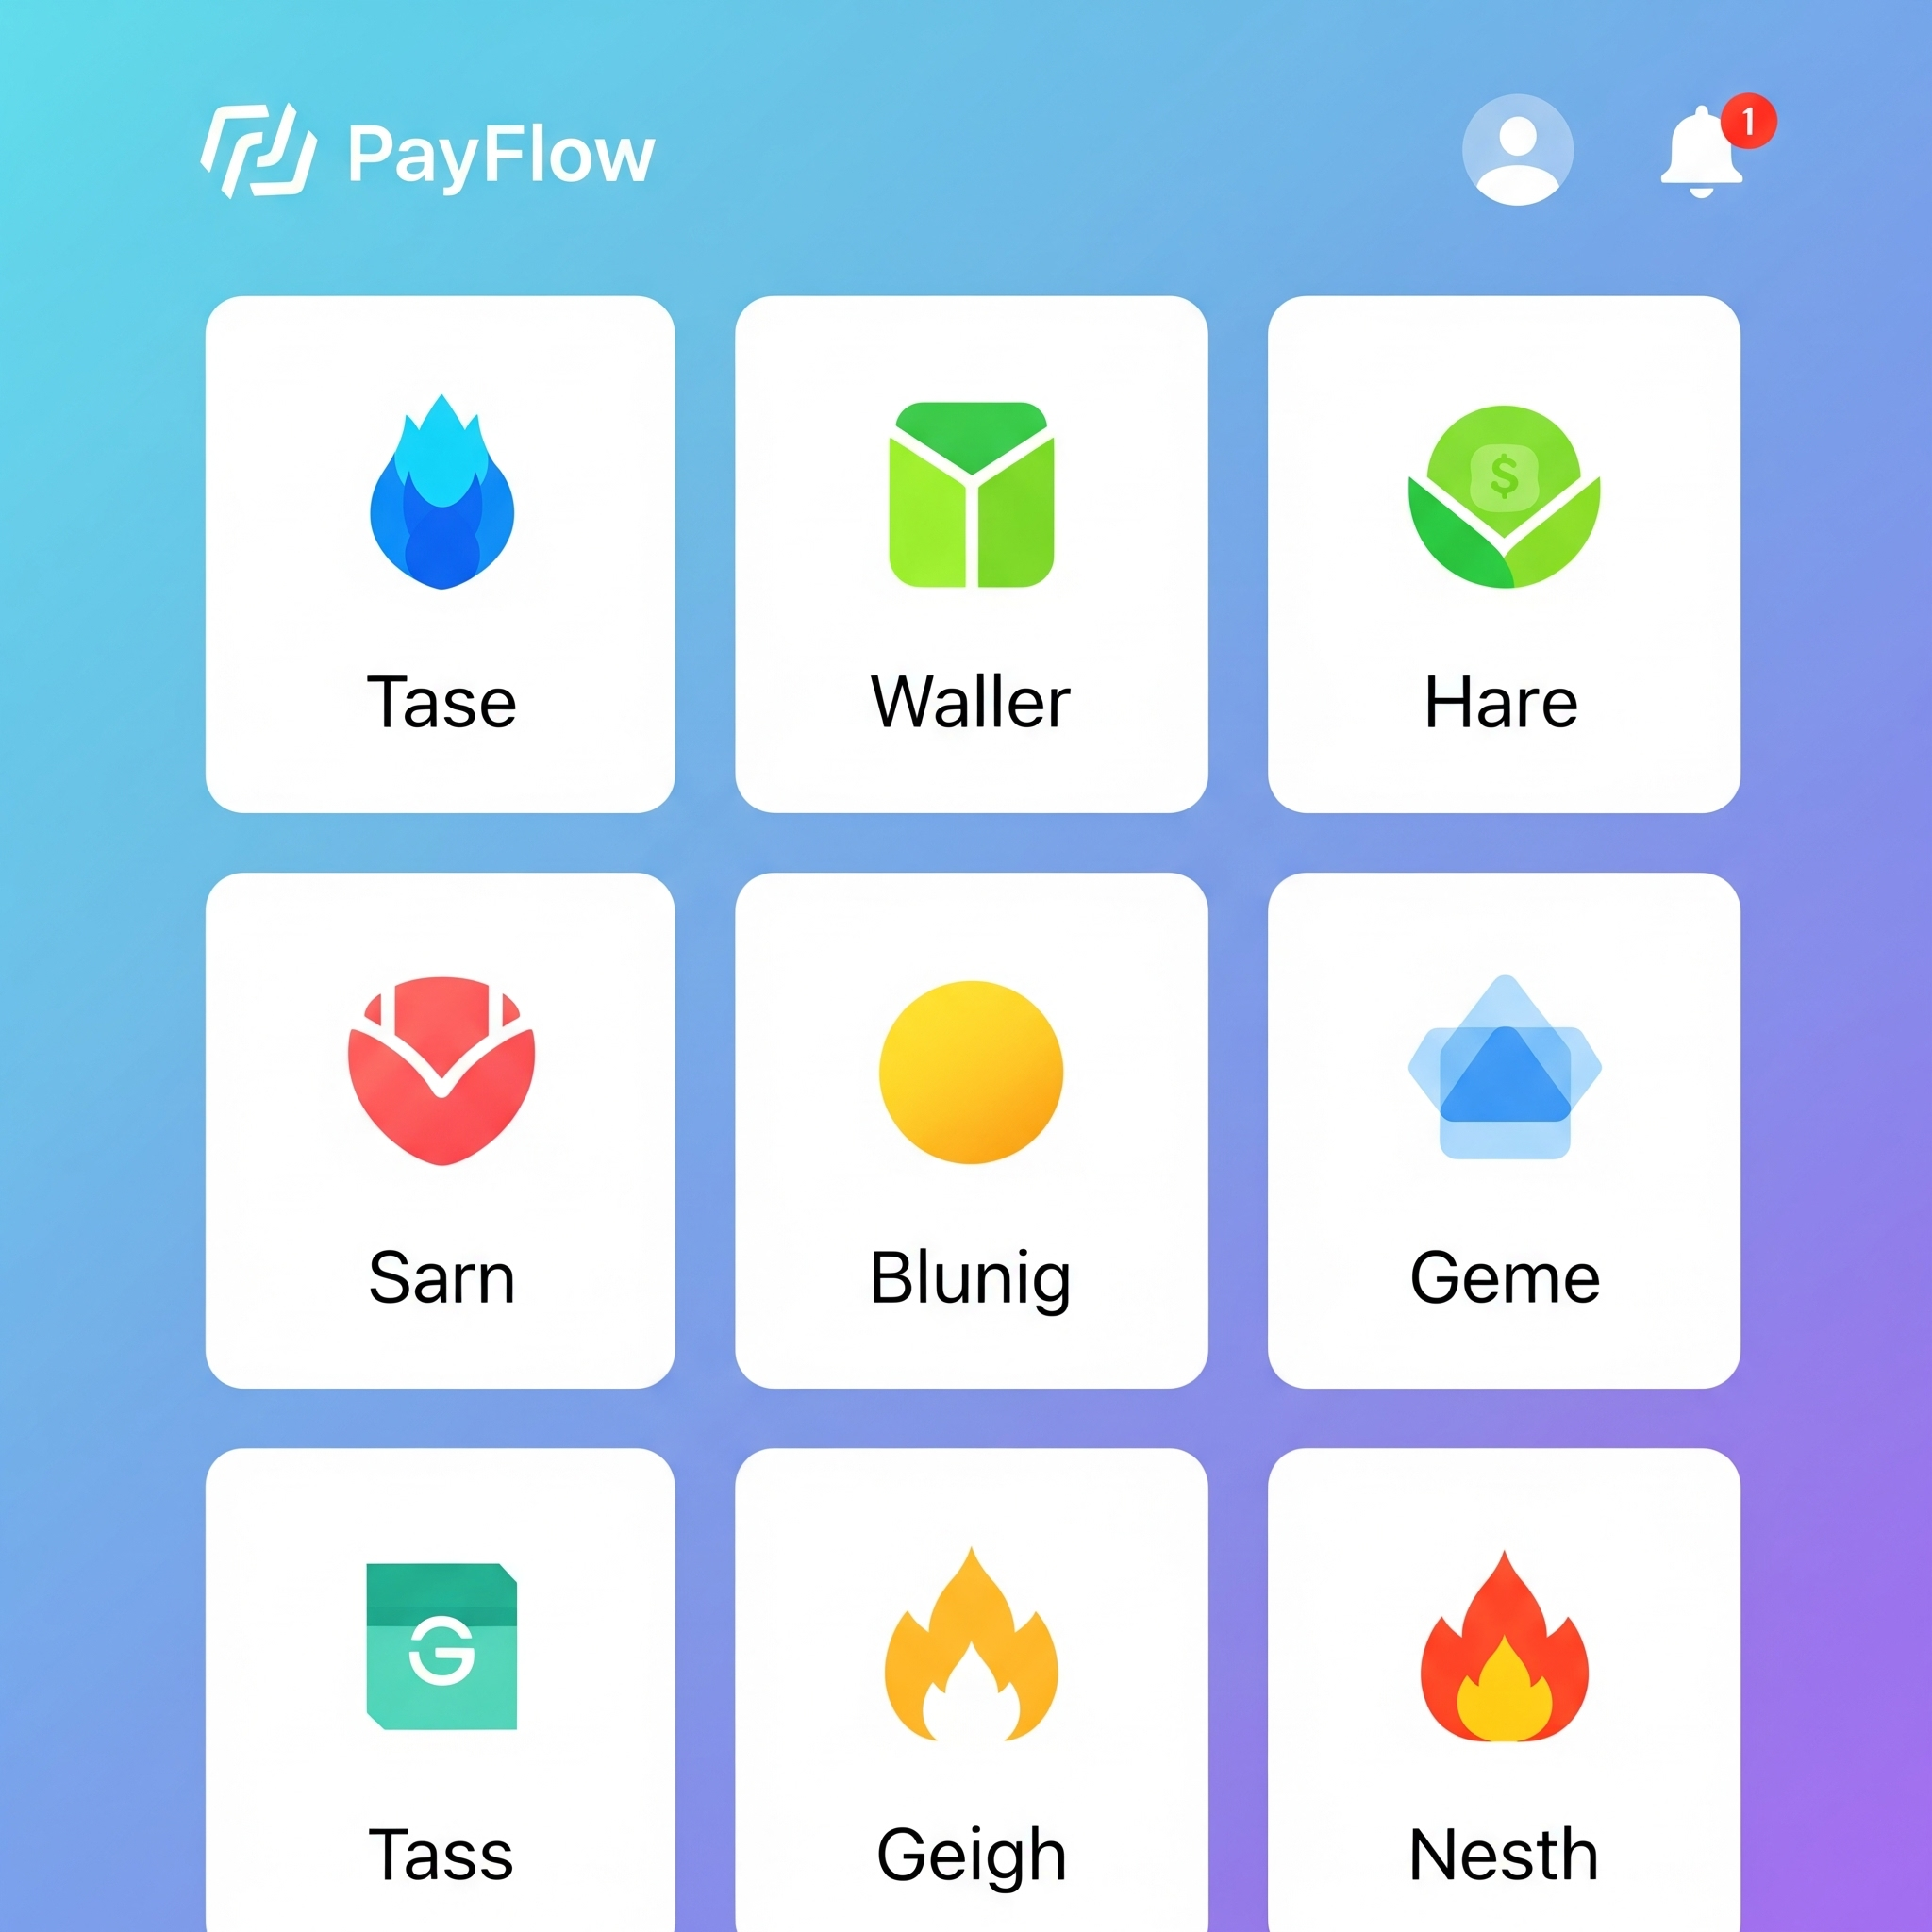 PayFlow
1
Tase
Waller
Hare
$
Sarn
Blunig
Geme
G
Tass
Geigh
Nesth